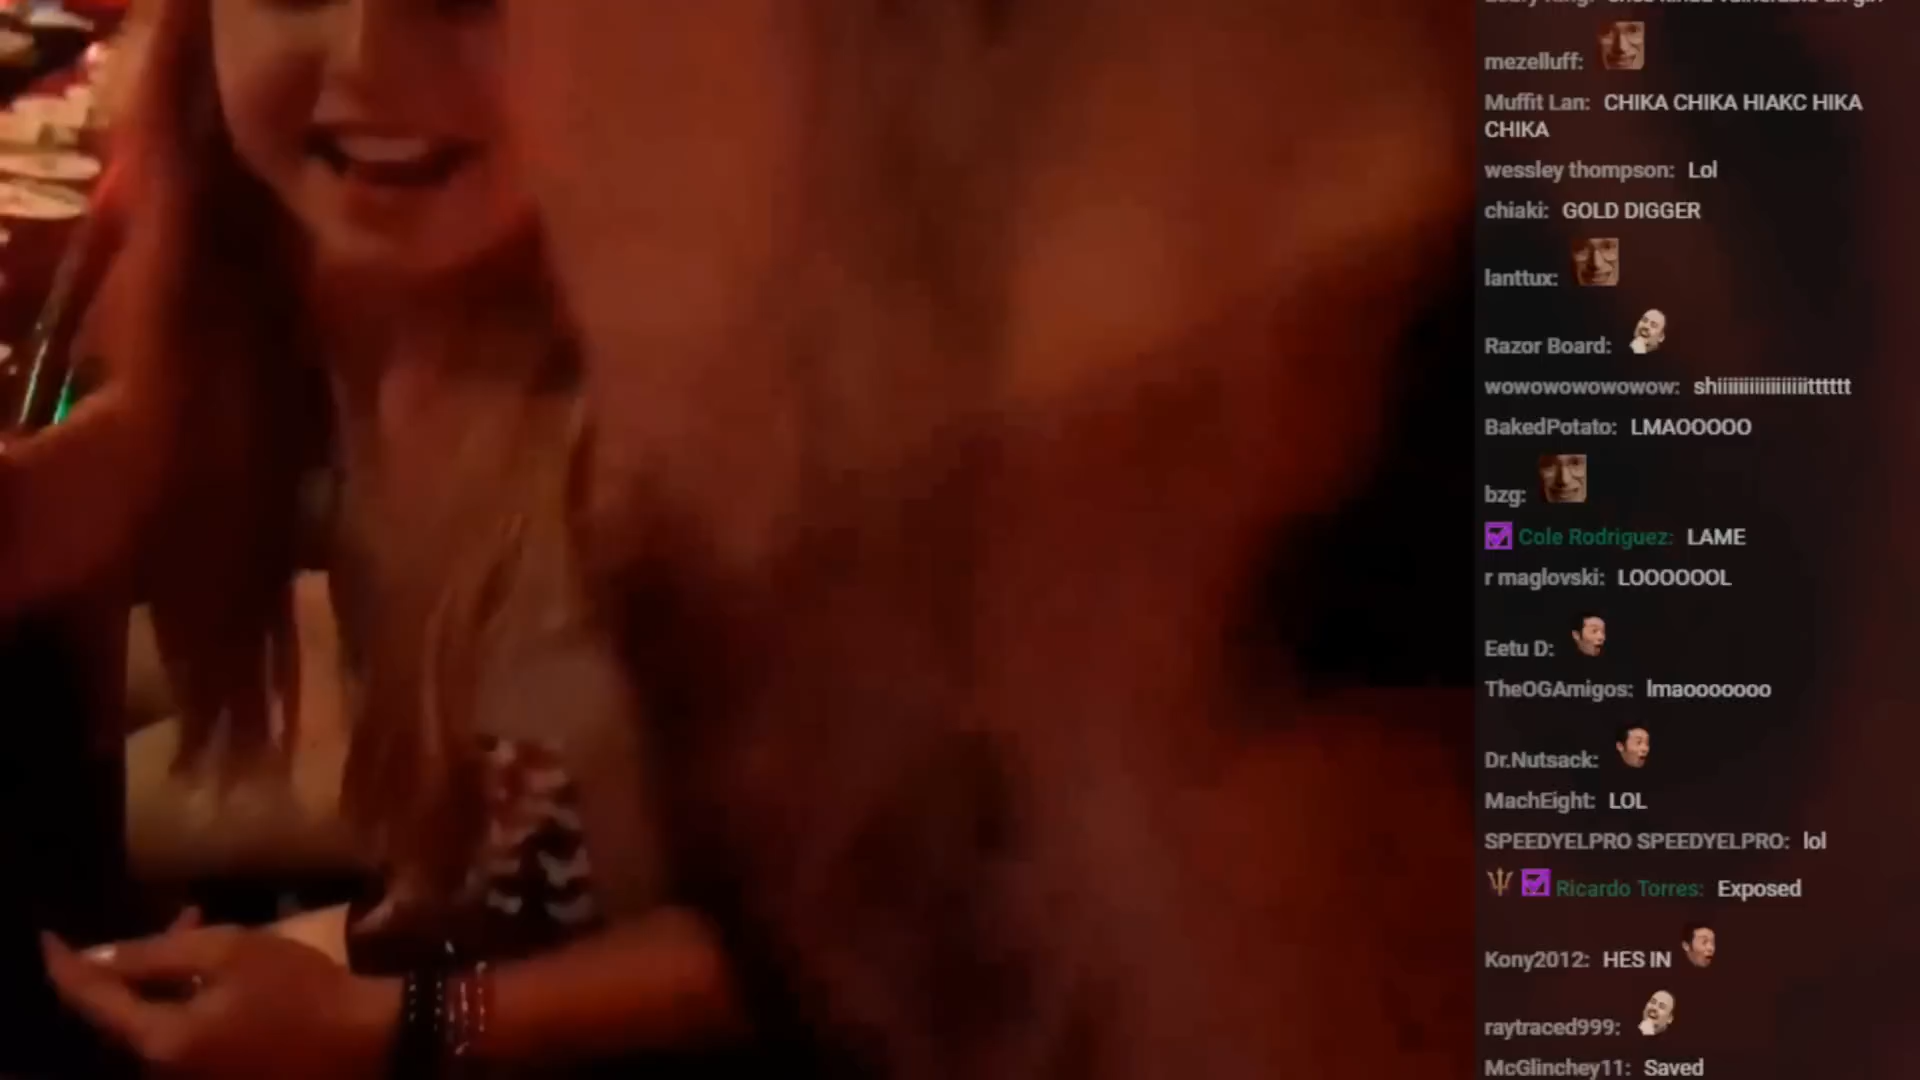 mezelluff:
Muffit Lan: CHIKA CHIKA HIAKC HIKA
CHIKA
wessley thompson: Lol
chiaki: GOLD DIGGER
lanttux:
Razor Board:
wowowowowowow: shiiiiiiiiiiiiiiiiitttttt
BakedPotato: LMAOOOOO
bzg:
Cole Rodriguez: LAME
r maglovski: LOOOOOOL
Eetu D:
TheOGAmigos: lmaooooooo
Dr.Nutsack:
MachEight: LOL
SPEEDYELPRO SPEEDYELPRO: lol
Ricardo Torres: Exposed
Kony2012: HES IN
raytraced999:
McGlinchey11: Saved